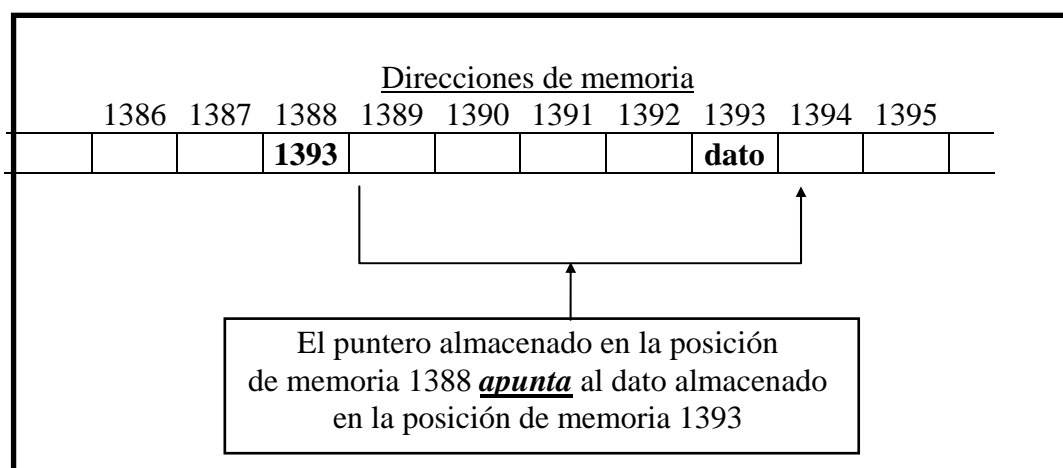 Direcciones de memoria
1386 1387 1388 1389 1390 1391 1392 1393 1394 1395
1393 dato
El puntero almacenado en la posición
de memoria 1388 apunta al dato almacenado
en la posición de memoria 1393